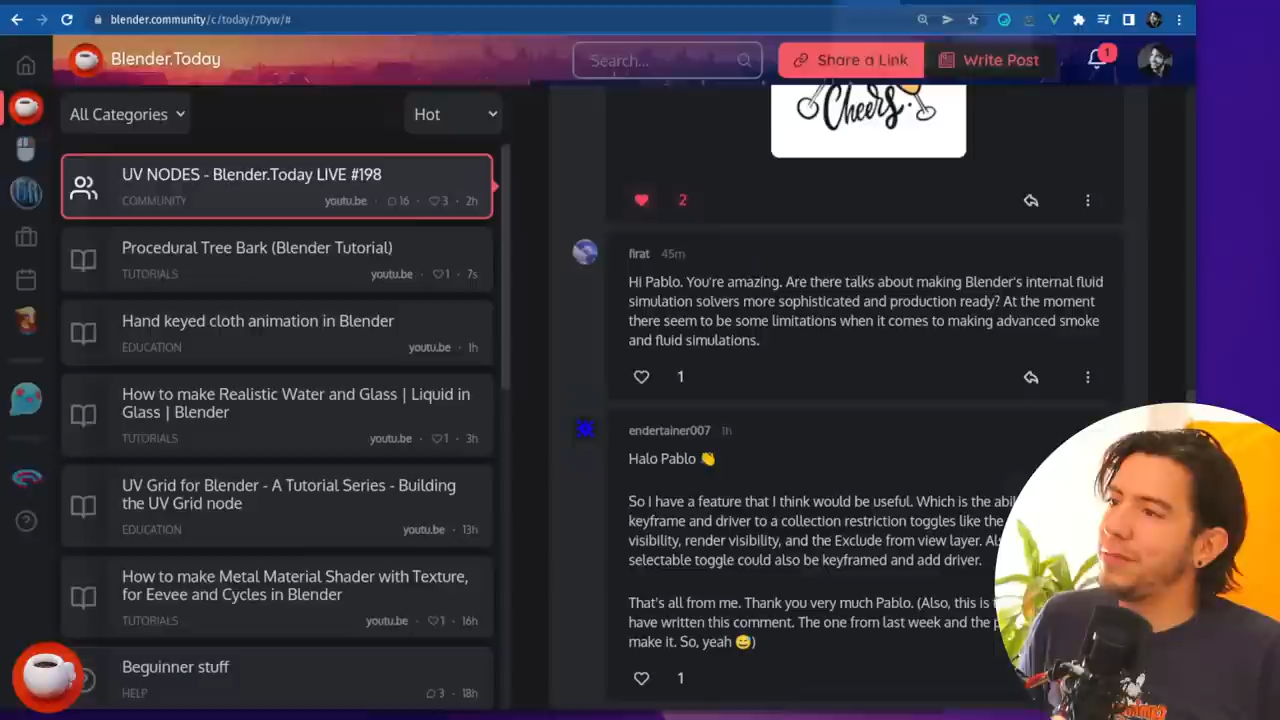 blender.community/c/today/7Dyw/#
Blender.Today
Search...
Share a Link
Write Post
1
All Categories
Hot
UV NODES - Blender.Today LIVE #198
COMMUNITY
youtu.be · 16 · 3 · 2h
Procedural Tree Bark (Blender Tutorial)
TUTORIALS
youtu.be · 1 · 7s
Hand keyed cloth animation in Blender
EDUCATION
youtu.be · 1h
How to make Realistic Water and Glass | Liquid in
Glass | Blender
TUTORIALS
youtu.be · 1 · 3h
UV Grid for Blender - A Tutorial Series - Building
the UV Grid node
EDUCATION
youtu.be · 13h
How to make Metal Material Shader with Texture,
for Eevee and Cycles in Blender
TUTORIALS
youtu.be · 1 · 16h
Beguinner stuff
HELP
3 · 18h
Cheers
2
firat 45m
Hi Pablo. You're amazing. Are there talks about making Blender's internal fluid
simulation solvers more sophisticated and production ready? At the moment
there seem to be some limitations when it comes to making advanced smoke
and fluid simulations.
1
endertainer007 1h
Halo Pablo 👏
So I have a feature that I think would be useful. Which is the
keyframe and driver to a collection restriction toggles like the
visibility, render visibility, and the Exclude from view layer.
selectable toggle could also be keyframed and add driver.
That's all from me. Thank you very much Pablo. (Also, this is
have written this comment. The one from last week and the
make it. So, yeah 😅)
1